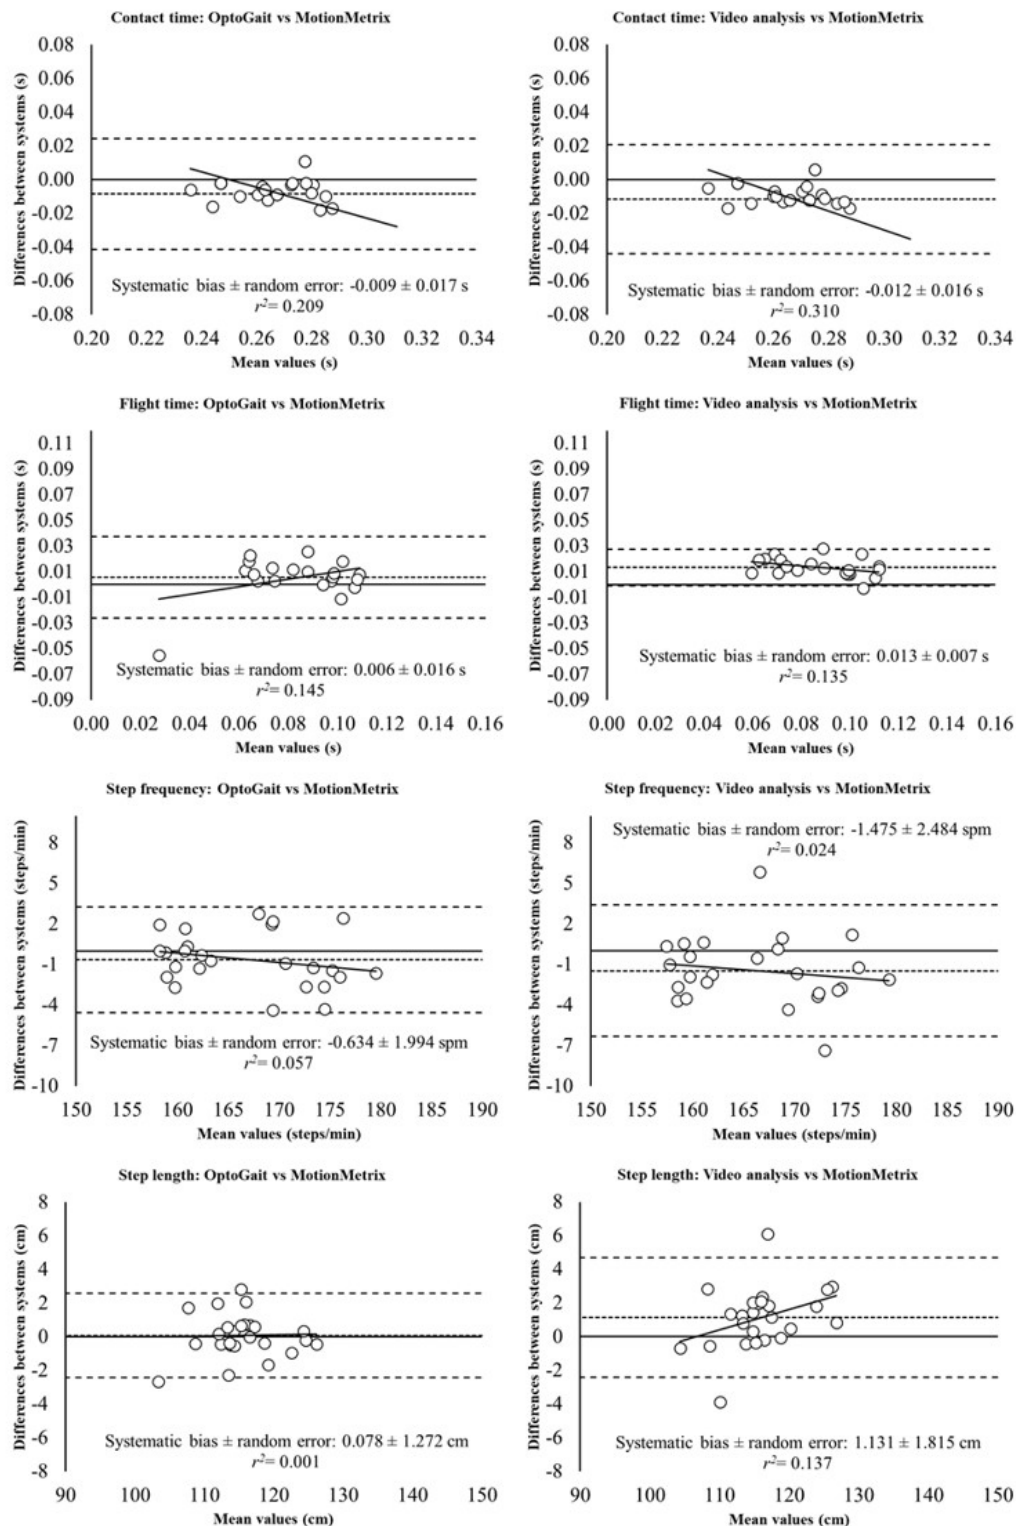 Contact time: OptoGait vs MotionMetrix
Differences between systems (s)
0.08
0.06
0.04
0.02
0.00
-0.02
-0.04
-0.06
-0.08
Systematic bias ± random error: -0.009 ± 0.017 s
r²= 0.209
0.20 0.22 0.24 0.26 0.28 0.30 0.32 0.34
Mean values (s)
Contact time: Video analysis vs MotionMetrix
Differences between systems (s)
0.08
0.06
0.04
0.02
0.00
-0.02
-0.04
-0.06
-0.08
Systematic bias ± random error: -0.012 ± 0.016 s
r²= 0.310
0.20 0.22 0.24 0.26 0.28 0.30 0.34
Mean values (s)
Flight time: OptoGait vs MotionMetrix
Differences between systems (s)
0.11
0.09
0.07
0.05
0.03
0.01
-0.01
-0.03
-0.05
-0.07
-0.09
Systematic bias ± random error: 0.006 ± 0.016 s
r²= 0.145
0.00 0.02 0.04 0.06 0.08 0.10 0.12 0.14 0.16
Mean values (s)
Flight time: Video analysis vs MotionMetrix
Differences between systems (s)
0.11
0.09
0.07
0.05
0.03
0.01
-0.01
-0.03
-0.05
-0.07
-0.09
Systematic bias ± random error: 0.013 ± 0.007 s
r²= 0.135
0.00 0.02 0.04 0.06 0.08 0.10 0.12 0.14 0.16
Mean values (s)
Step frequency: OptoGait vs MotionMetrix
Differences between systems (steps/min)
8
5
2
-1
-4
-7
-10
Systematic bias ± random error: -0.634 ± 1.994 spm
r²= 0.057
150 155 160 165 170 175 180 185 190
Mean values (steps/min)
Step frequency: Video analysis vs MotionMetrix
Differences between systems (steps/min)
Systematic bias ± random error: -1.475 ± 2.484 spm
r²= 0.024
8
5
2
-1
-4
-7
-10
150 155 160 165 170 175 180 185 190
Mean values (steps/min)
Step length: OptoGait vs MotionMetrix
Differences between systems (cm)
8
6
4
2
0
-2
-4
-6
-8
Systematic bias ± random error: 0.078 ± 1.272 cm
r²= 0.001
90 100 110 120 130 140 150
Mean values (cm)
Step length: Video analysis vs MotionMetrix
Differences between systems (cm)
8
6
4
2
0
-2
-4
-6
-8
Systematic bias ± random error: 1.131 ± 1.815 cm
r²= 0.137
90 100 110 120 130 140 150
Mean values (cm)